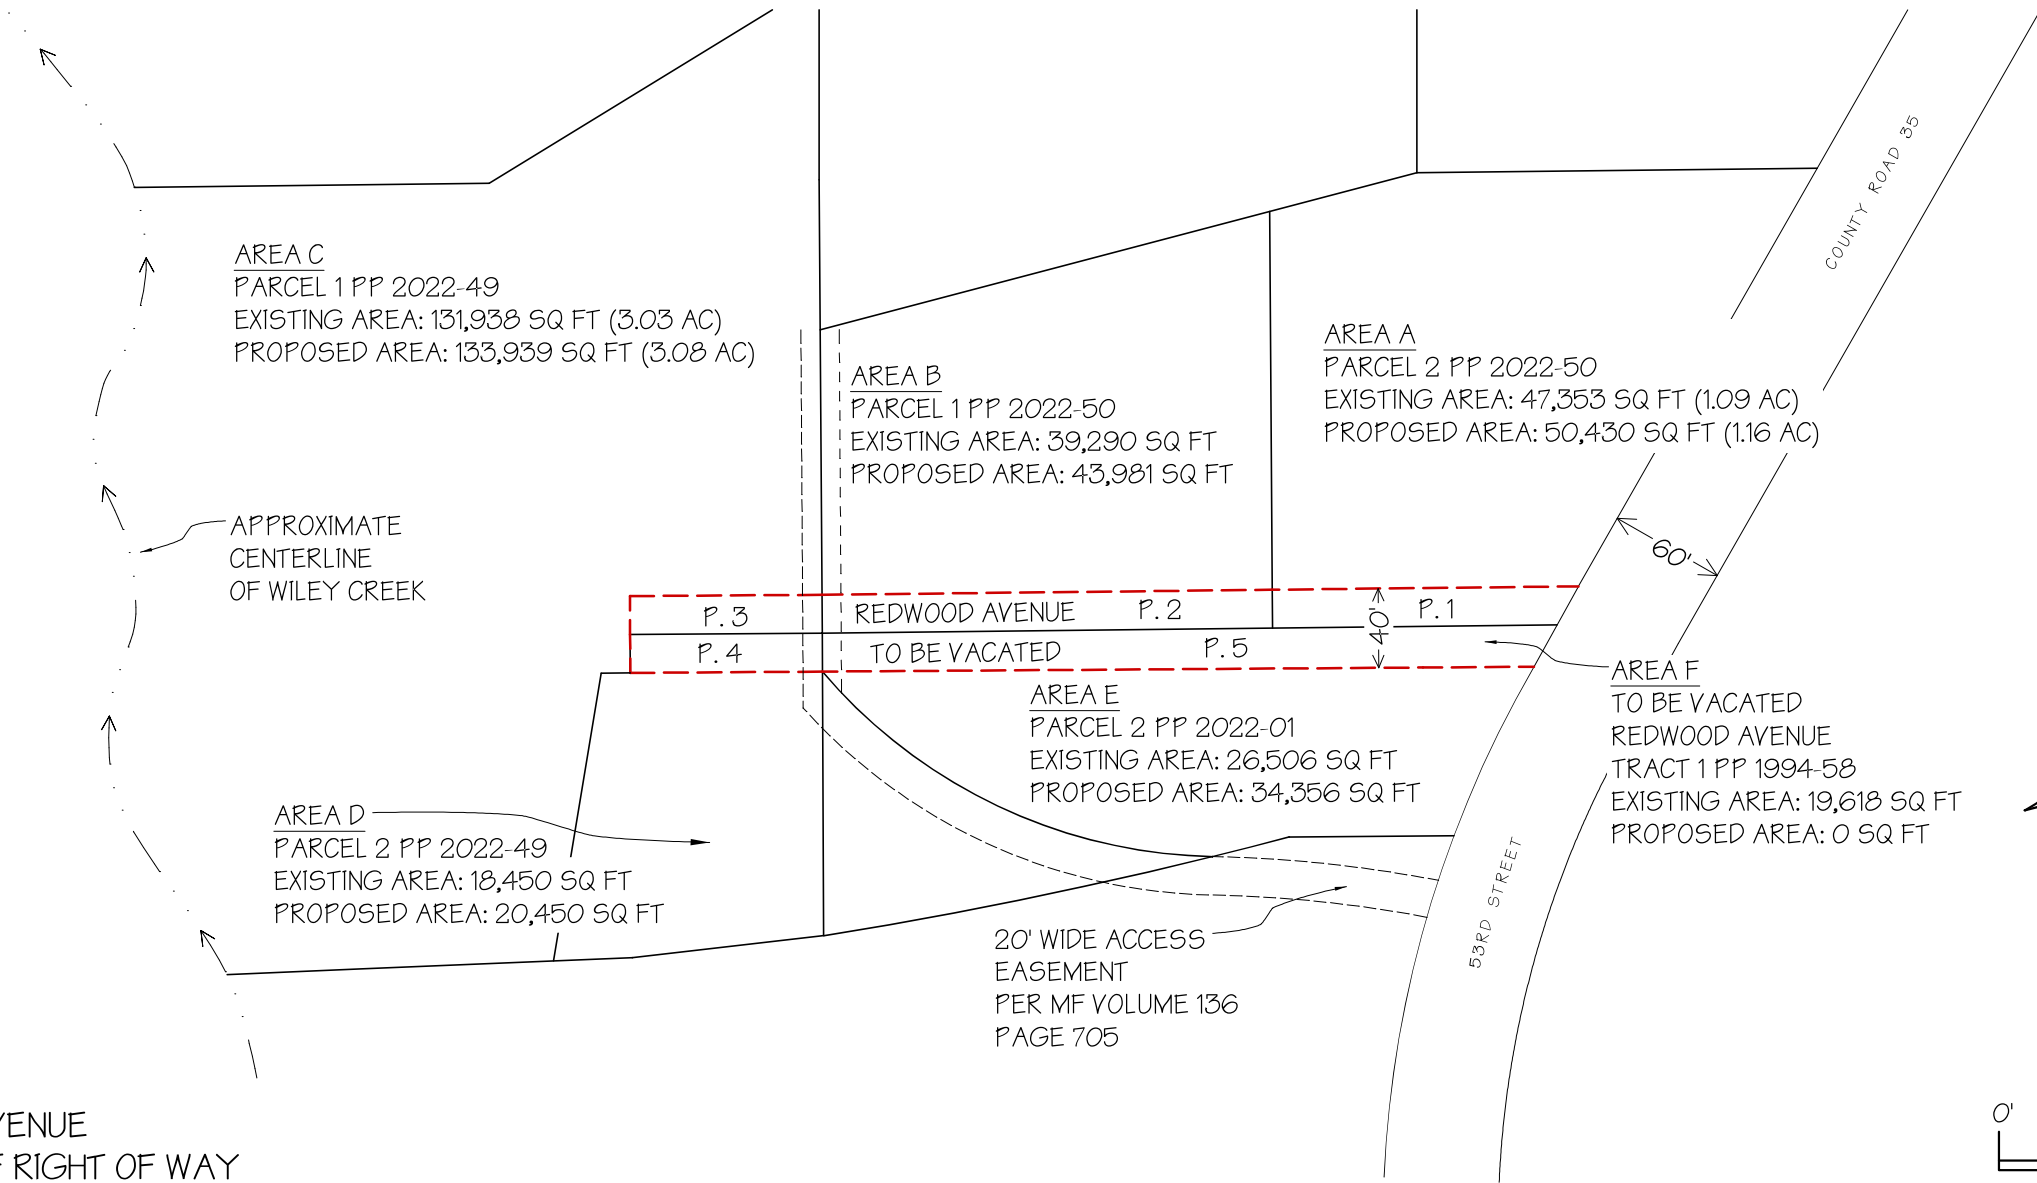 COUNTY ROAD 35
AREA C
PARCEL 1 PP 2022-49
EXISTING AREA: 131,938 SQ FT (3.03 AC)
PROPOSED AREA: 133,939 SQ FT (3.08 AC)
AREA A
PARCEL 2 PP 2022-50
EXISTING AREA: 47,353 SQ FT (1.09 AC)
PROPOSED AREA: 50,430 SQ FT (1.16 AC)
AREA B
PARCEL 1 PP 2022-50
EXISTING AREA: 39,290 SQ FT
PROPOSED AREA: 43,981 SQ FT
APPROXIMATE
CENTERLINE
OF WILEY CREEK
60'
P. 3
REDWOOD AVENUE
P. 2
P. 1
40'
P. 4
TO BE VACATED
P. 5
AREA F
TO BE VACATED
REDWOOD AVENUE
TRACT 1 PP 1994-58
EXISTING AREA: 19,618 SQ FT
PROPOSED AREA: 0 SQ FT
AREA E
PARCEL 2 PP 2022-01
EXISTING AREA: 26,506 SQ FT
PROPOSED AREA: 34,356 SQ FT
AREA D
PARCEL 2 PP 2022-49
EXISTING AREA: 18,450 SQ FT
PROPOSED AREA: 20,450 SQ FT
53RD STREET
20' WIDE ACCESS
EASEMENT
PER MF VOLUME 136
PAGE 705
VENUE
F RIGHT OF WAY
0'